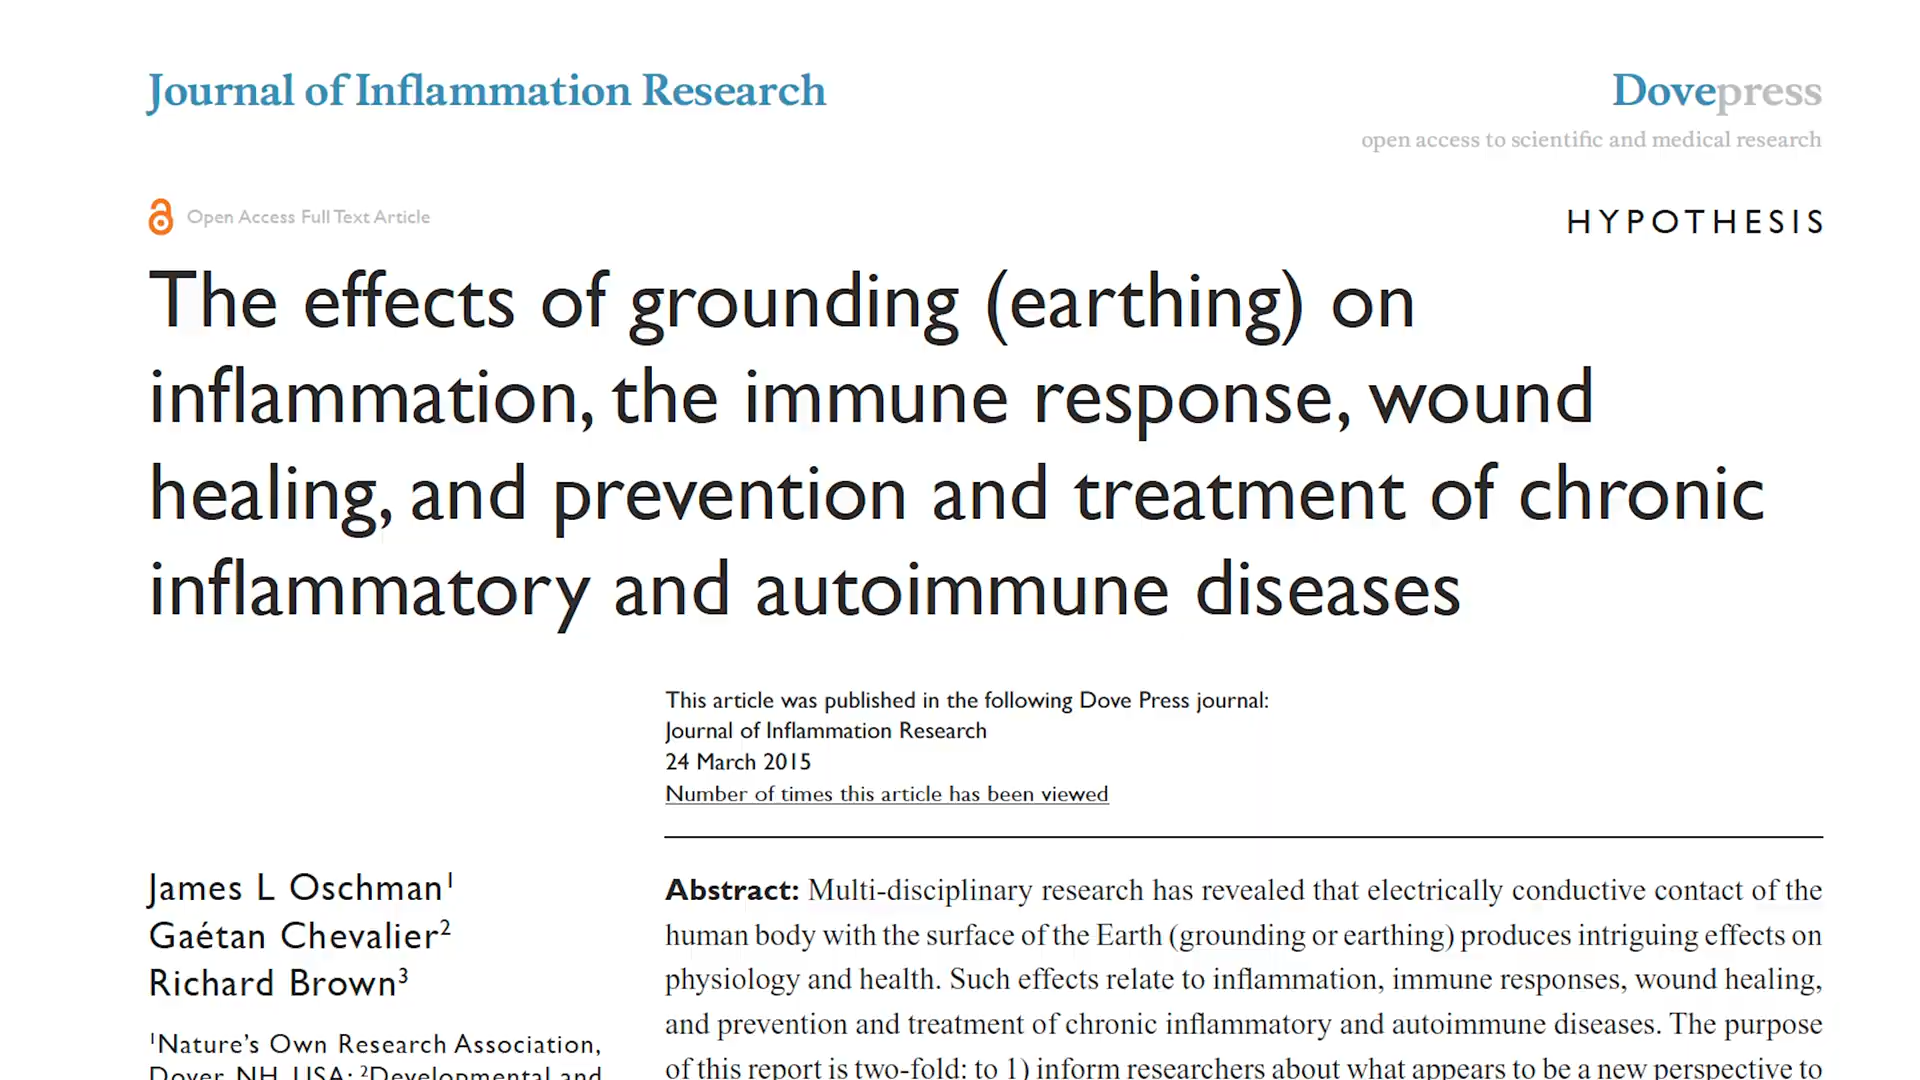 Journal of Inflammation Research
Dovepress
open access to scientific and medical research
Open Access Full Text Article
HYPOTHESIS
The effects of grounding (earthing) on
inflammation, the immune response, wound
healing, and prevention and treatment of chronic
inflammatory and autoimmune diseases
This article was published in the following Dove Press journal:
Journal of Inflammation Research
24 March 2015
Number of times this article has been viewed
James L Oschman¹
Gaétan Chevalier²
Richard Brown³
¹Nature's Own Research Association,
Dover, NH, USA; ²Developmental and
Abstract: Multi-disciplinary research has revealed that electrically conductive contact of the
human body with the surface of the Earth (grounding or earthing) produces intriguing effects on
physiology and health. Such effects relate to inflammation, immune responses, wound healing,
and prevention and treatment of chronic inflammatory and autoimmune diseases. The purpose
of this report is two-fold: to 1) inform researchers about what appears to be a new perspective to